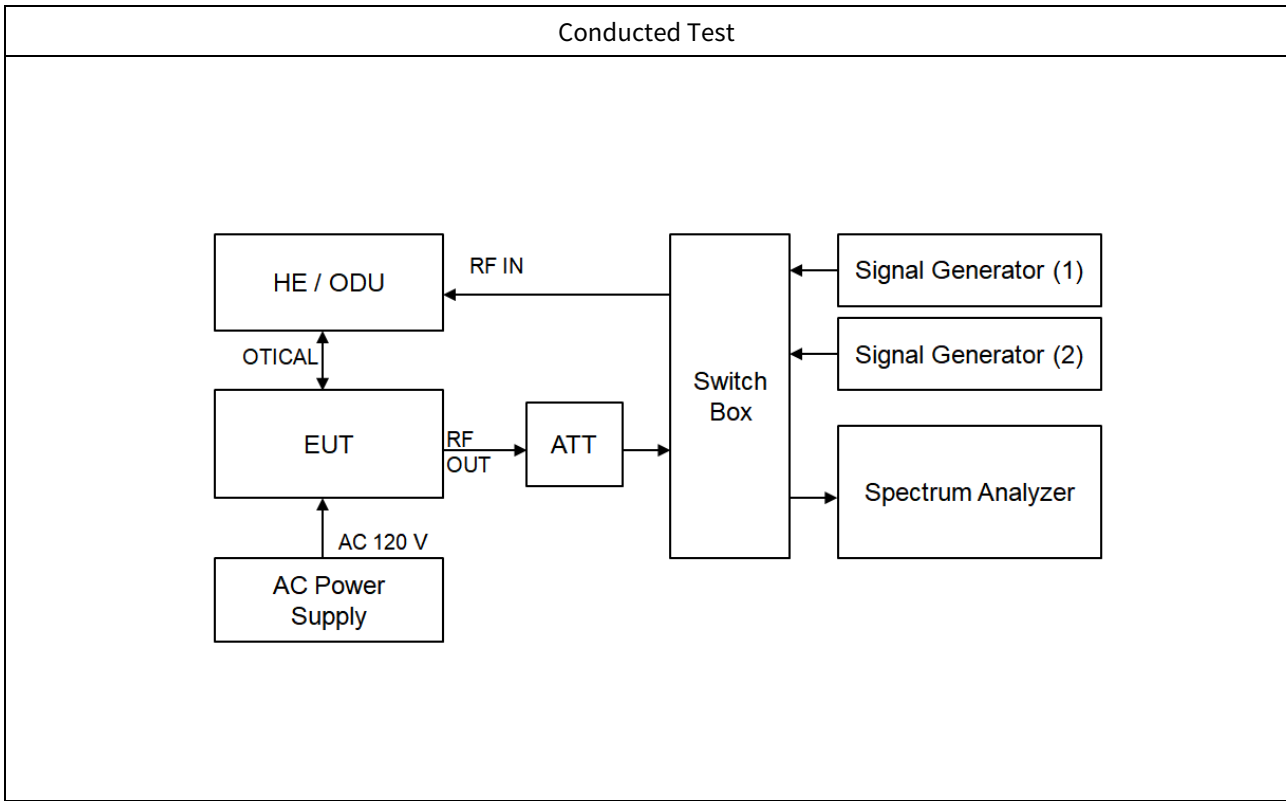 Conducted Test
HE / ODU
RF IN
Signal Generator (1)
OTICAL
Signal Generator (2)
Switch
Box
EUT
RF
OUT
ATT
Spectrum Analyzer
AC 120 V
AC Power
Supply